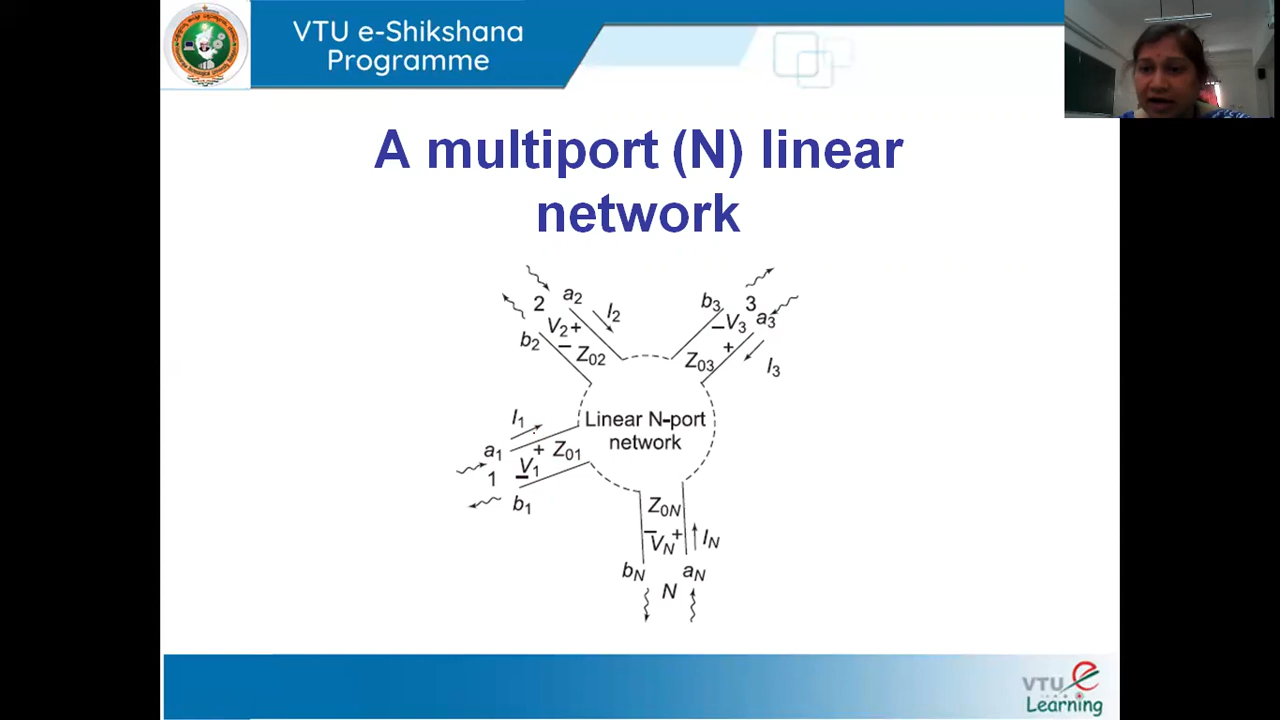 VTU e-Shikshana
Programme
A multiport (N) linear
network
2 a2 I2
V2 +
b2 − Z02
b3 3
−V3 a3
Z03 + I3
I1
a1 + Z01
1 V1
−
b1
Linear N-port
network
Z0N
− VN + IN
bN aN
N
VTU e
Learning